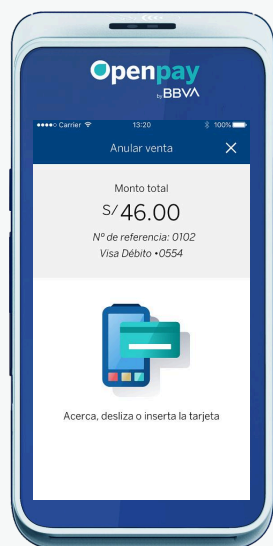 Openpay
by BBVA
Carrier 13:20 100%
Anular venta
Monto total
S/46.00
Nº de referencia: 0102
Visa Débito •0554
Acerca, desliza o inserta la tarjeta